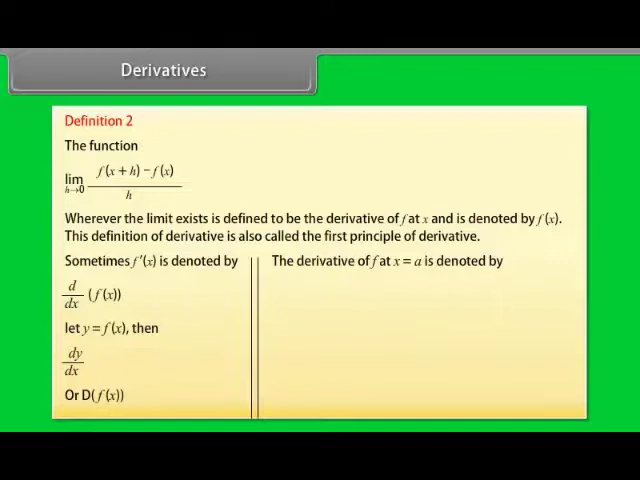 Derivatives
Definition 2
The function
lim h→0 f(x + h) − f(x) / h
Wherever the limit exists is defined to be the derivative of f at x and is denoted by f(x).
This definition of derivative is also called the first principle of derivative.
Sometimes f′(x) is denoted by
d/dx (f(x))
let y = f(x), then
dy/dx
Or D(f(x))
The derivative of f at x = a is denoted by